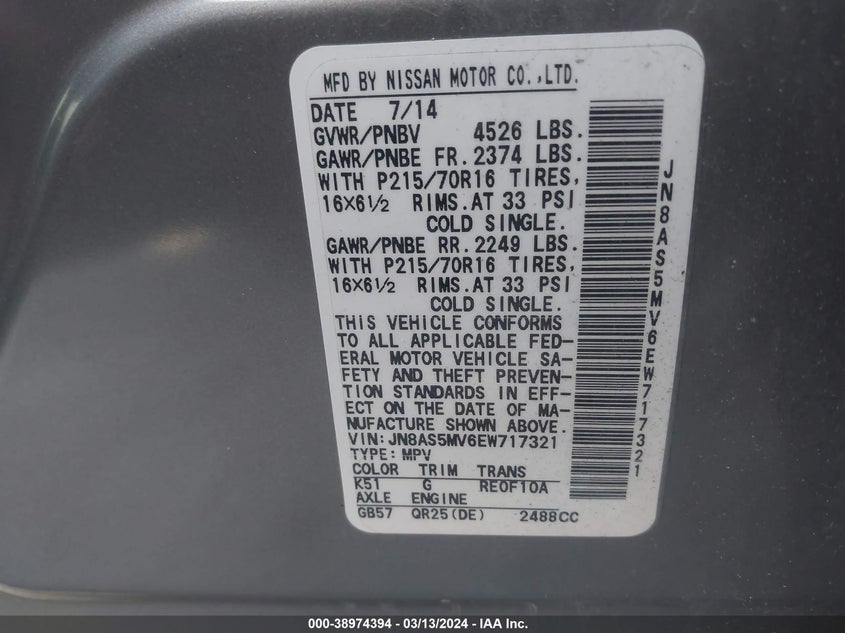 MFD BY NISSAN MOTOR CO.,LTD.
DATE 7/14
GVWR/PNBV 4526 LBS.
GAWR/PNBE FR. 2374 LBS.
WITH P215/70R16 TIRES,
16X6½ RIMS.AT 33 PSI
COLD SINGLE.
GAWR/PNBE RR. 2249 LBS.
WITH P215/70R16 TIRES,
16X6½ RIMS.AT 33 PSI
COLD SINGLE.
THIS VEHICLE CONFORMS
TO ALL APPLICABLE FED-
ERAL MOTOR VEHICLE SA-
FETY AND THEFT PREVEN-
TION STANDARDS IN EFF-
ECT ON THE DATE OF MA-
NUFACTURE SHOWN ABOVE.
VIN:JN8AS5MV6EW717321
TYPE: MPV
COLOR TRIM TRANS
K51 G RE0F10A
AXLE ENGINE
GB57 QR25(DE) 2488CC
JN8AS5MV6EW717321
000-38974394 - 03/13/2024 - IAA Inc.